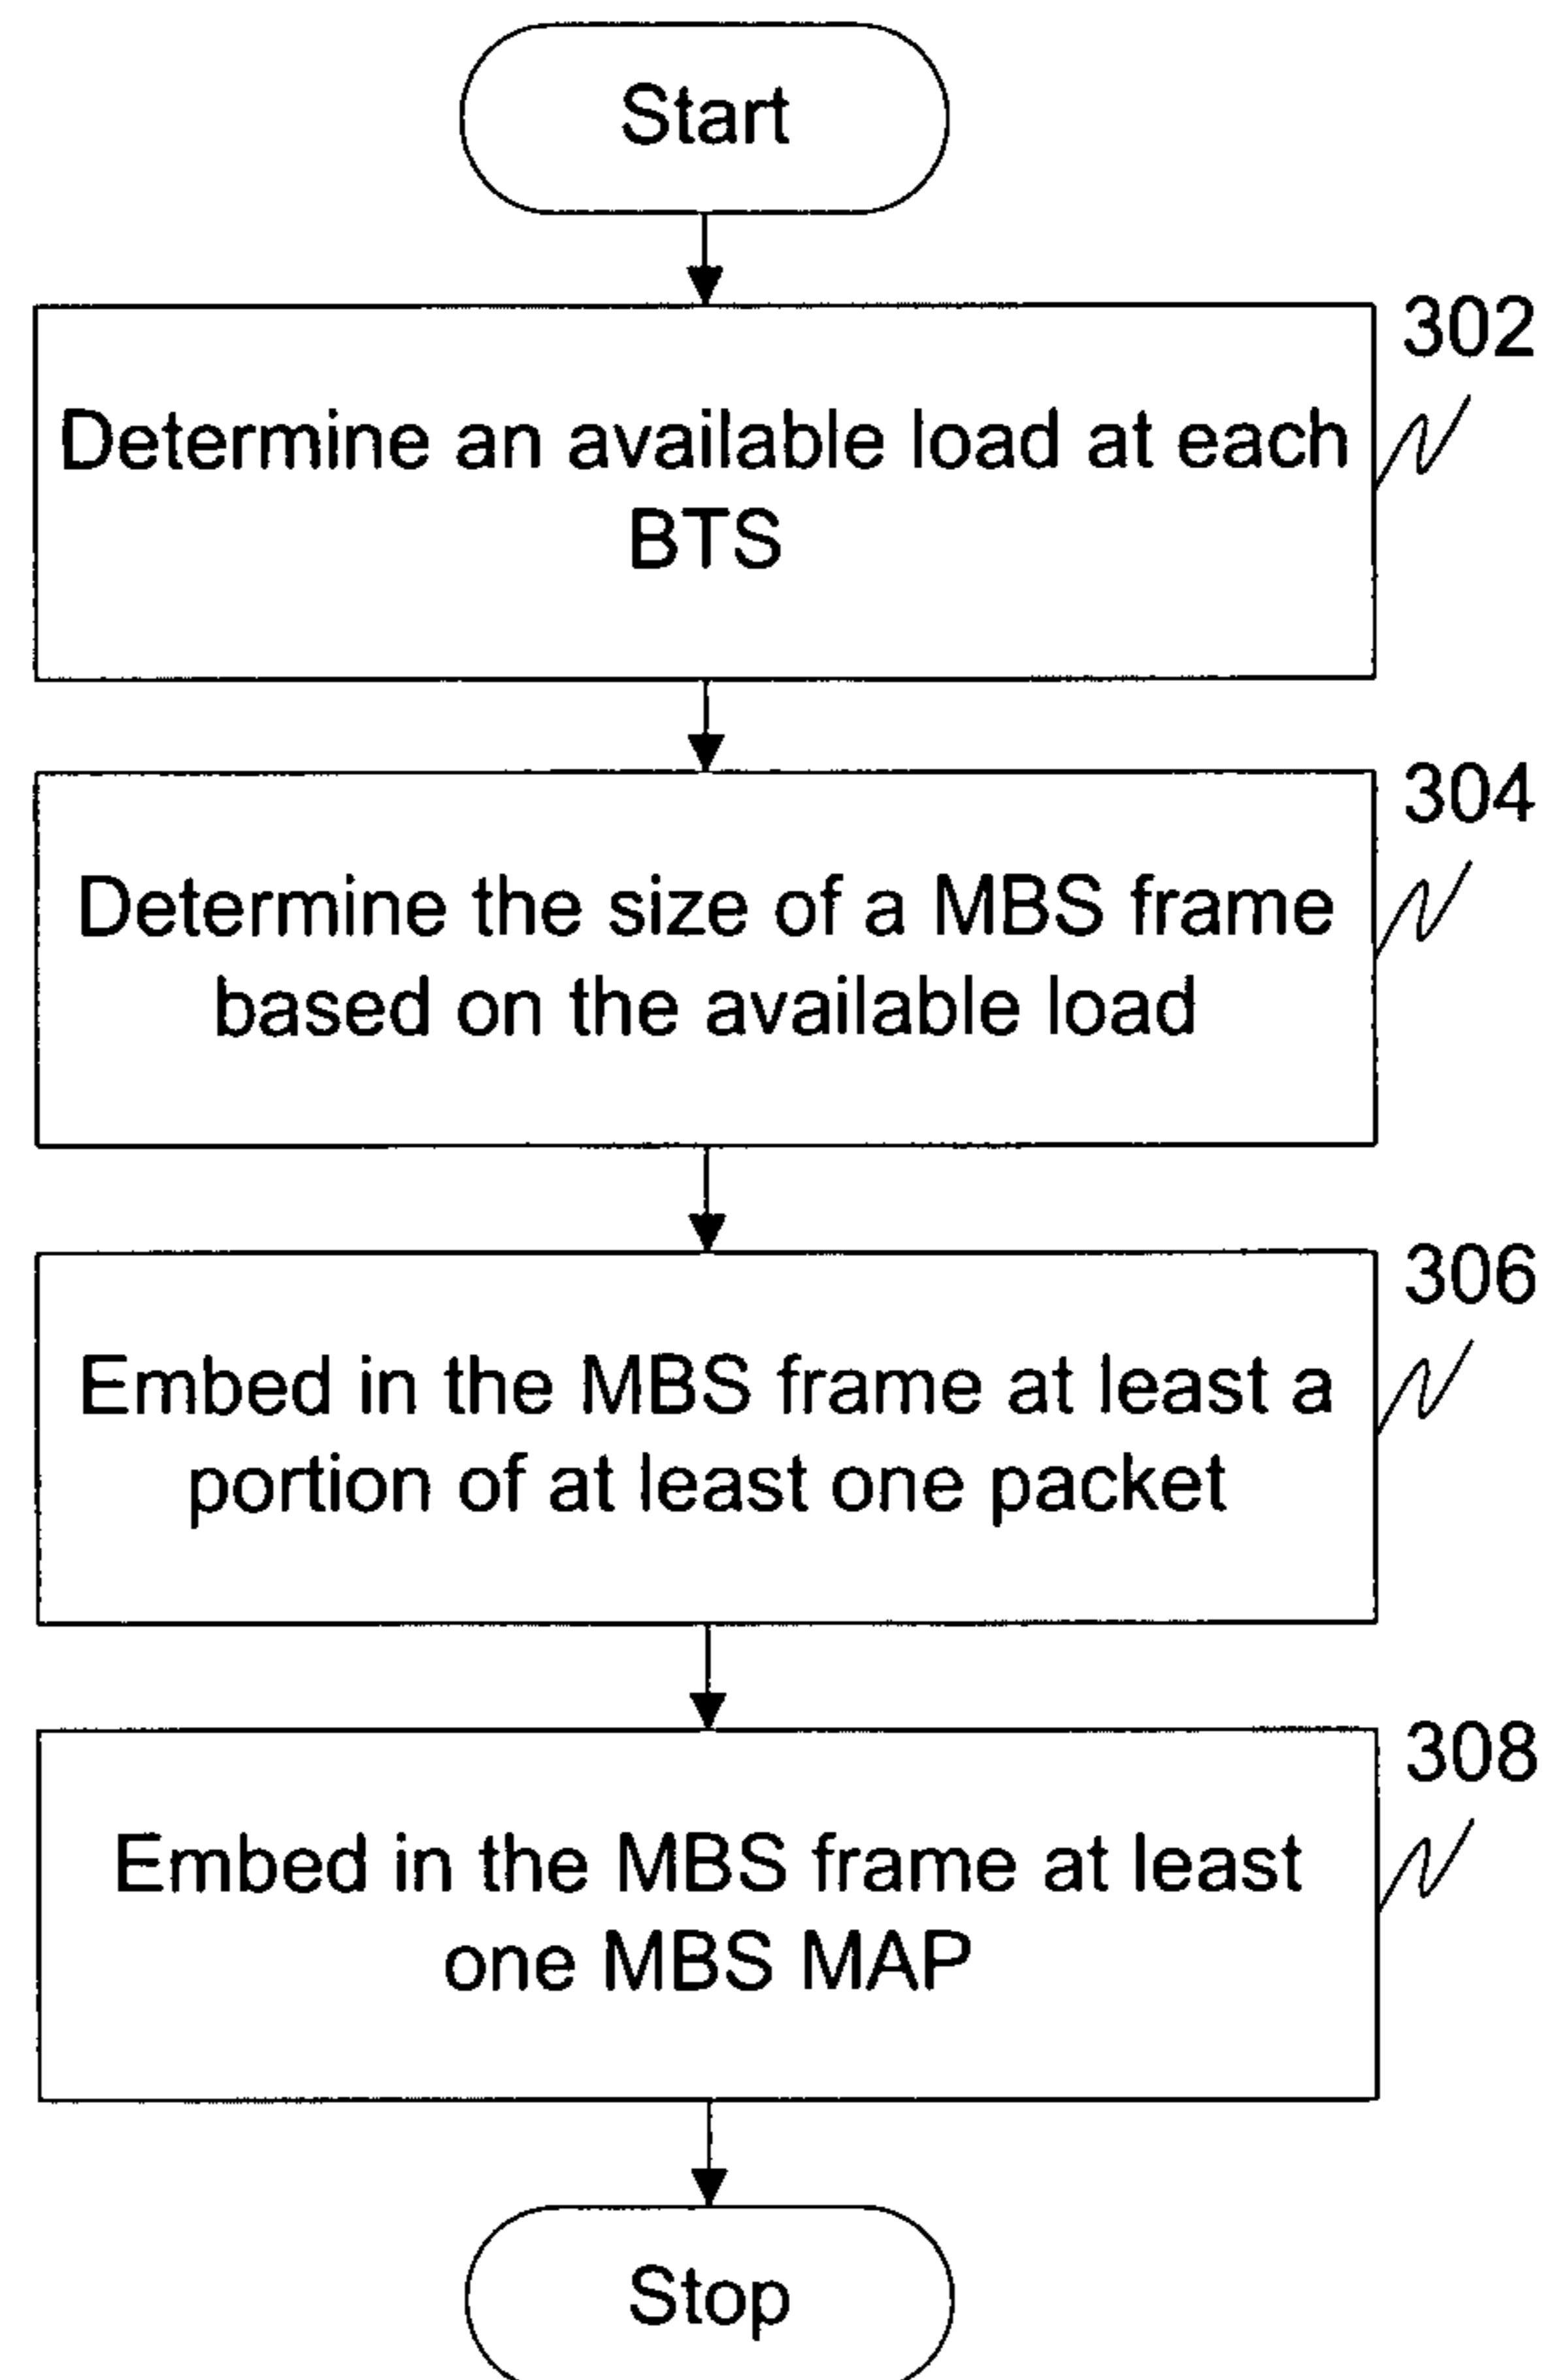 Start
302
Determine an available load at each
BTS
304
Determine the size of a MBS frame
based on the available load
306
Embed in the MBS frame at least a
portion of at least one packet
308
Embed in the MBS frame at least
one MBS MAP
Stop